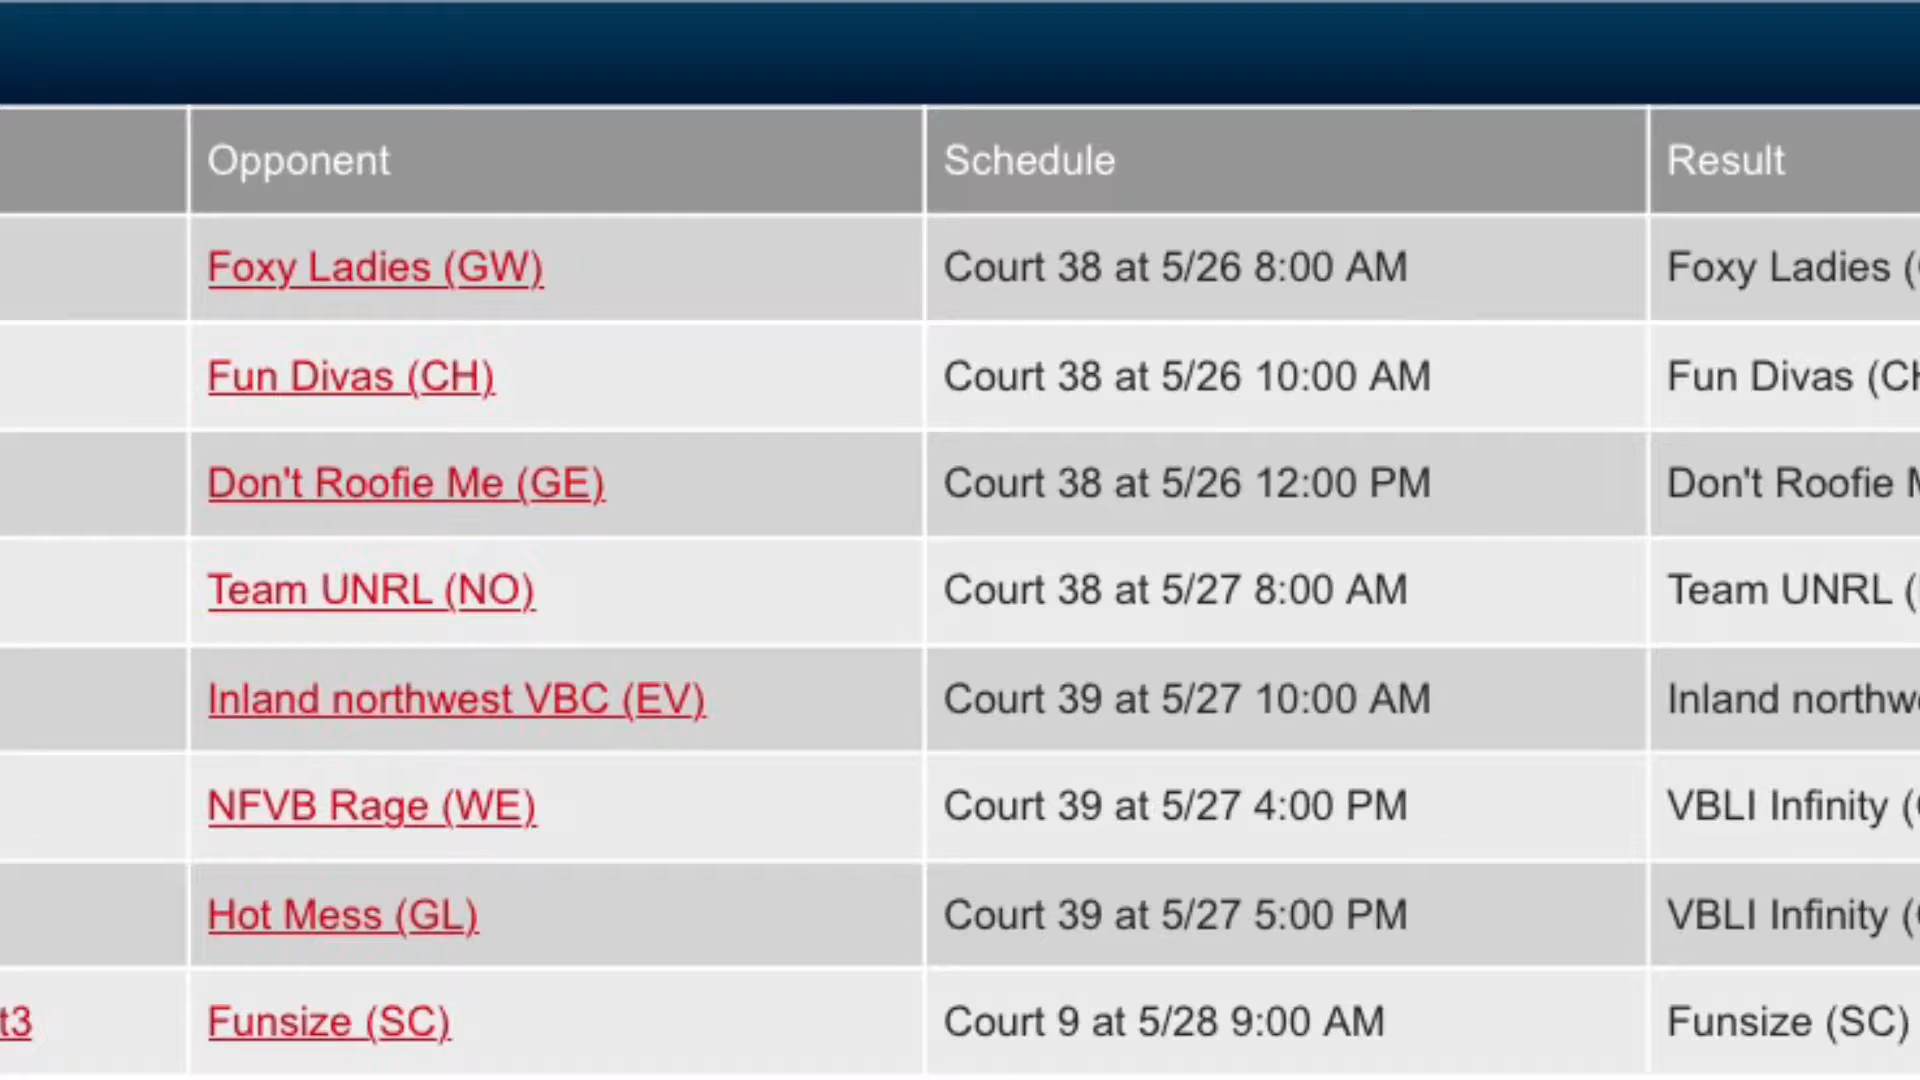 Opponent Schedule Result
Foxy Ladies (GW) Court 38 at 5/26 8:00 AM Foxy Ladies (
Fun Divas (CH) Court 38 at 5/26 10:00 AM Fun Divas (CH
Don't Roofie Me (GE) Court 38 at 5/26 12:00 PM Don't Roofie
Team UNRL (NO) Court 38 at 5/27 8:00 AM Team UNRL (
Inland northwest VBC (EV) Court 39 at 5/27 10:00 AM Inland
NFVB Rage (WE) Court 39 at 5/27 4:00 PM VBLI Infinity (
Hot Mess (GL) Court 39 at 5/27 5:00 PM VBLI Infinity (
t3 Funsize (SC) Court 9 at 5/28 9:00 AM Funsize (SC)